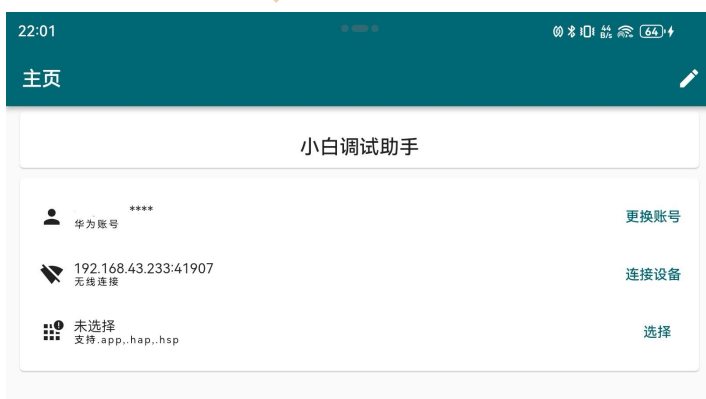 22:01
44 B/s 64
主页
小白调试助手
****
华为账号
更换账号
192.168.43.233:41907
无线连接
连接设备
未选择
支持.app,.hap,.hsp
选择